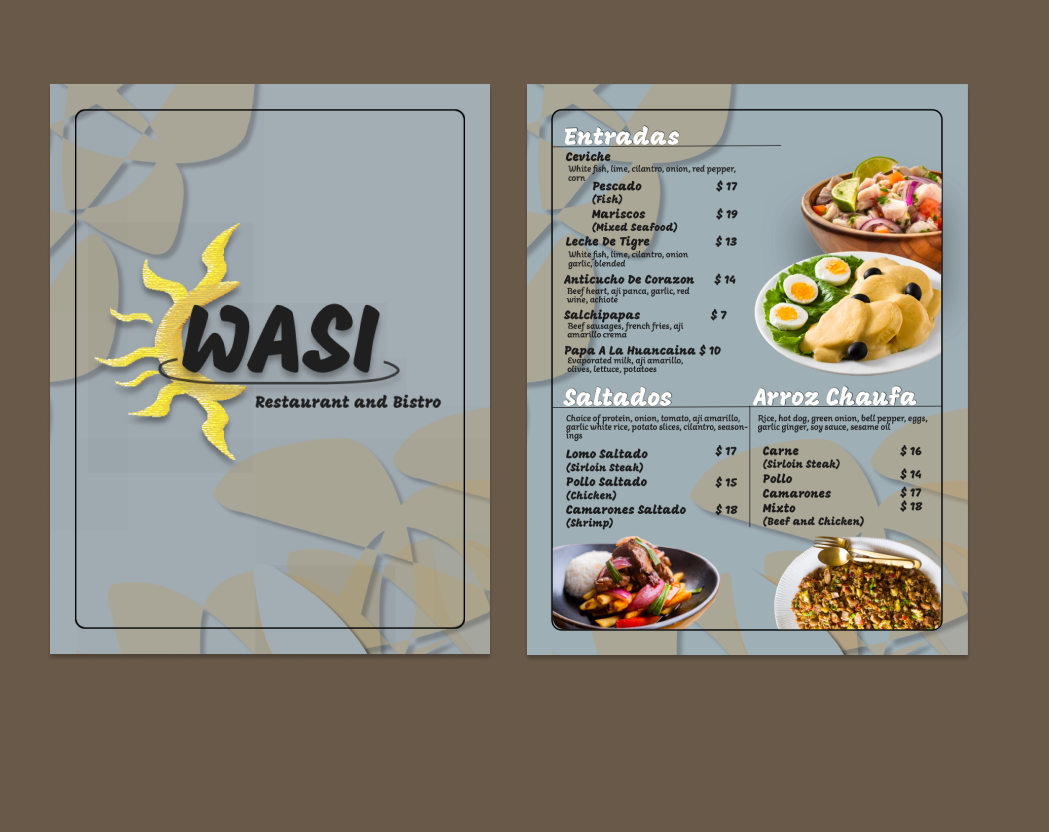 WASI
Restaurant and Bistro
Entradas
Ceviche
White fish, lime, cilantro, onion, red pepper,
corn
Pescado $ 17
(Fish)
Mariscos $ 19
(Mixed Seafood)
Leche De Tigre $ 13
White fish, lime, cilantro, onion
garlic, blended
Anticucho De Corazon $ 14
Beef heart, aji panca, garlic, red
wine, achiote
Salchipapas $ 7
Beef sausages, french fries, aji
amarillo crema
Papa A La Huancaina $ 10
Evaporated milk, aji amarillo,
olives, lettuce, potatoes
Saltados
Choice of protein, onion, tomato, aji amarillo,
garlic white rice, potato slices, cilantro, season-
ings
Lomo Saltado $ 17
(Sirloin Steak)
Pollo Saltado $ 15
(Chicken)
Camarones Saltado $ 18
(Shrimp)
Arroz Chaufa
Rice, hot dog, green onion, bell pepper, eggs,
garlic ginger, soy sauce, sesame oil
Carne $ 16
(Sirloin Steak)
Pollo $ 14
Camarones $ 17
Mixto $ 18
(Beef and Chicken)